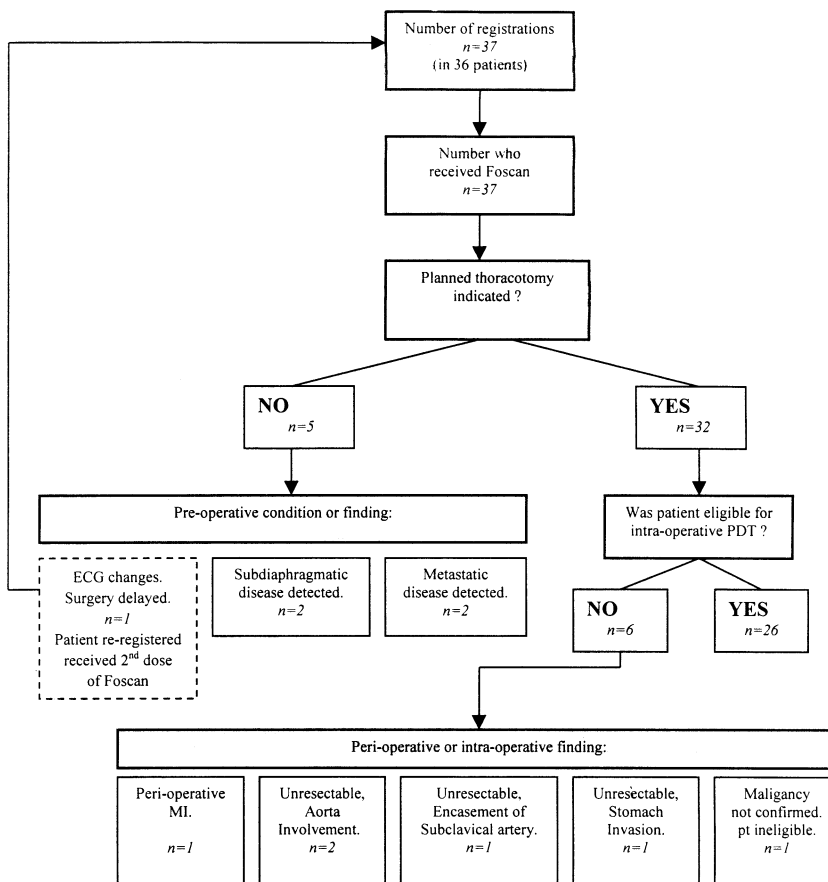 Number of registrations
n=37
(in 36 patients)
Number who
received Foscan
n=37
Planned thoracotomy
indicated ?
NO
n=5
YES
n=32
Pre-operative condition or finding:
Was patient eligible for
intra-operative PDT ?
ECG changes.
Surgery delayed.
n=1
Patient re-registered
received 2nd dose
of Foscan
Subdiaphragmatic
disease detected.
n=2
Metastatic
disease detected.
n=2
NO
n=6
YES
n=26
Peri-operative or intra-operative finding:
Peri-operative
MI.
n=1
Unresectable,
Aorta
Involvement.
n=2
Unresectable,
Encasement of
Subclavical artery.
n=1
Unresectable,
Stomach
Invasion.
n=1
Maligancy
not confirmed.
pt ineligible.
n=1